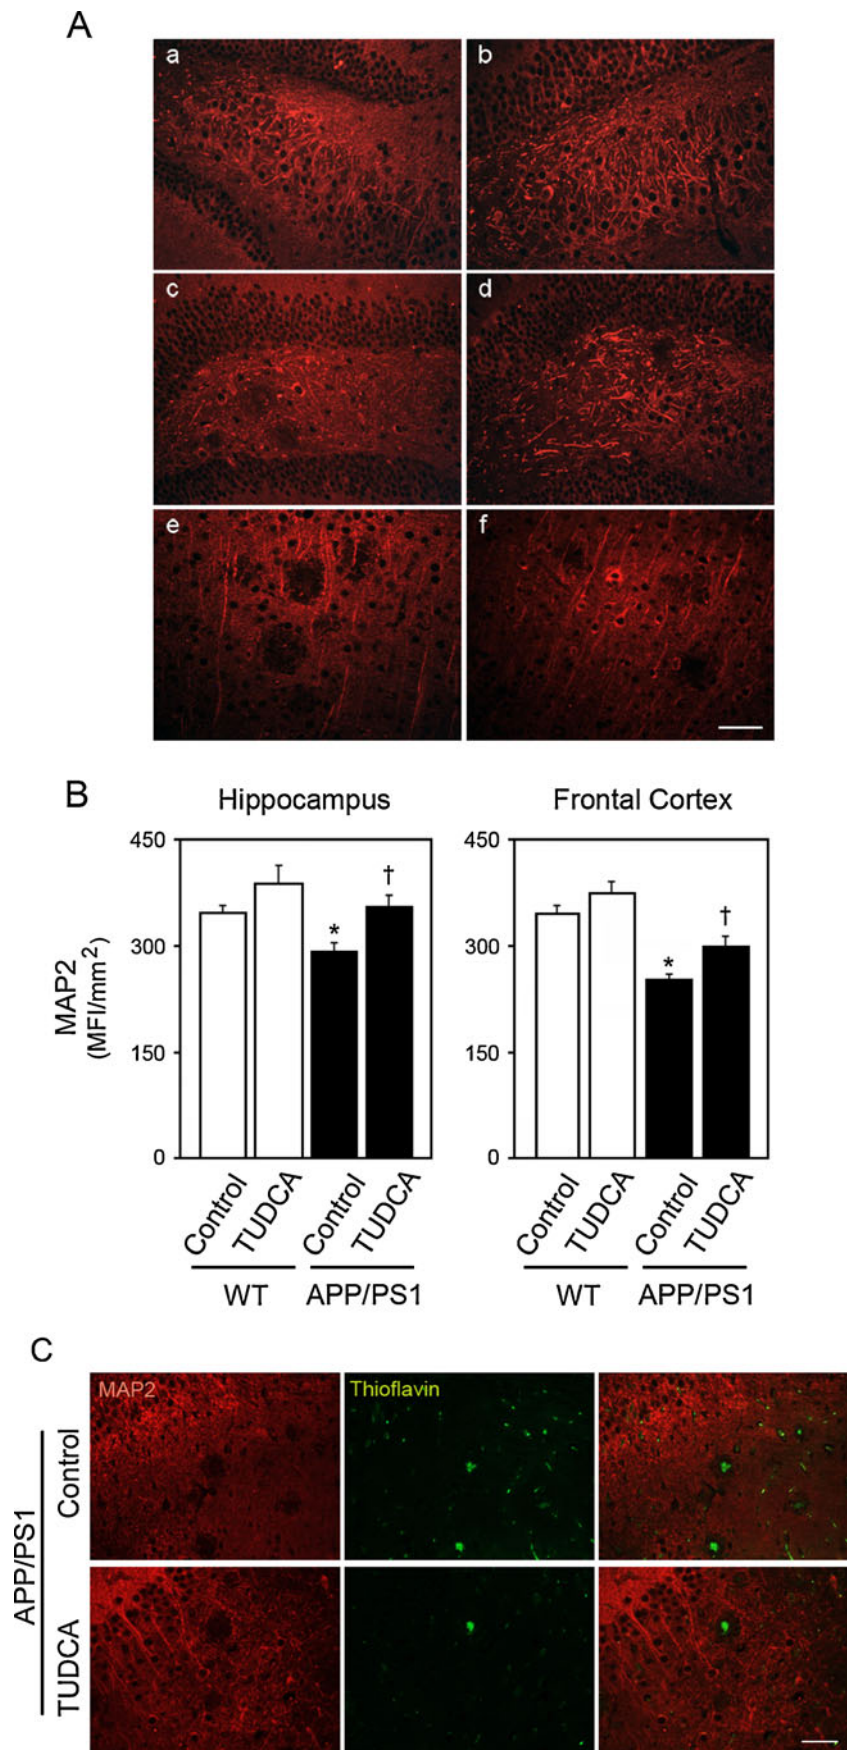 A
a
b
c
d
e
f
B
Hippocampus
Frontal Cortex
MAP2
(MFI/mm²)
450
300
150
0
*
†
450
300
150
0
*
†
Control
TUDCA
Control
TUDCA
Control
TUDCA
Control
TUDCA
WT
APP/PS1
WT
APP/PS1
C
MAP2
Thioflavin
APP/PS1
Control
TUDCA